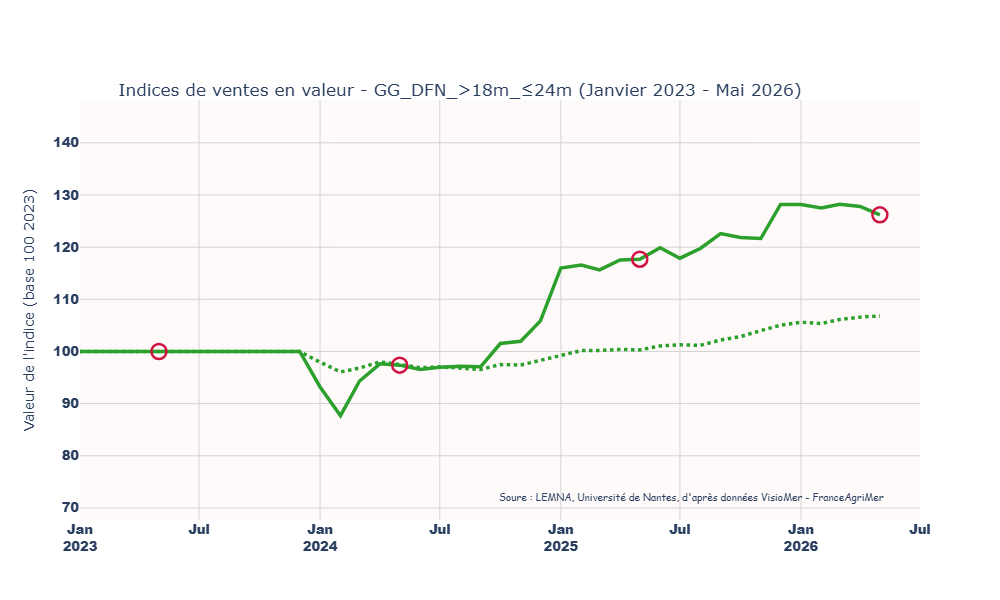 Indices de ventes en valeur - GG_DFN_>18m_≤24m (Janvier 2023 - Mai 2026)
Valeur de l'indice (base 100 2023)
140
130
120
110
100
90
80
70
Soure : LEMNA, Université de Nantes, d'après données VisioMer - FranceAgriMer
Jan
2023
Jul
Jan
2024
Jul
Jan
2025
Jul
Jan
2026
Jul